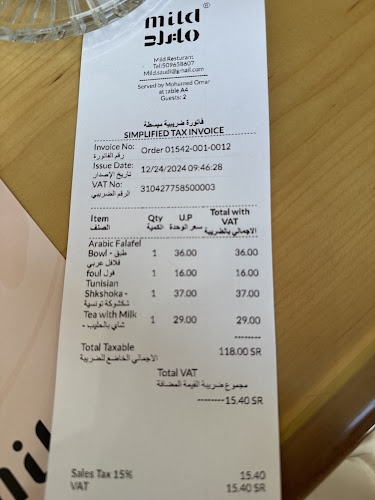 mild®
مايلد
Mild Resturant
Tel:509658607
Mild.saudi@gmail.com
Served by Mohamed Omar
at table A4
Guests: 2
فاتورة ضريبية مبسطة
SIMPLIFIED TAX INVOICE
Invoice No: Order 01542-001-0012
رقم الفاتورة
Issue Date: 12/24/2024 09:46:28
تاريخ الإصدار
VAT No: 310427758500003
الرقم الضريبي
Item Qty U.P Total with VAT
الصنف الكمية سعر الوحدة الاجمالي بالضريبة
Arabic Falafel
Bowl - طبق 1 36.00 36.00
فلافل عربي
foul فول 1 16.00 16.00
Tunisian
Shkshoka - 1 37.00 37.00
شكشوكة تونسية
Tea with Milk 1 29.00 29.00
- شاي بالحليب
--------
Total Taxable 118.00 SR
الاجمالي الخاضع للضريبة
Total VAT
مجموع ضريبة القيمة المضافة
--------15.40 SR
Sales Tax 15% 15.40
VAT 15.40 SR